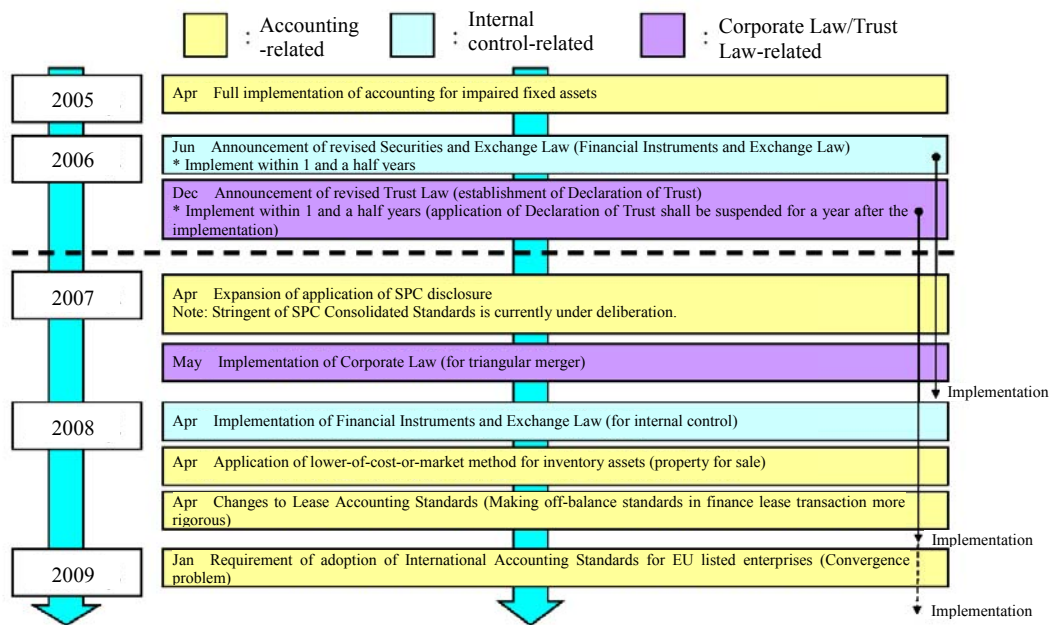 : Accounting
-related
: Internal
control-related
: Corporate Law/Trust
Law-related
2005
Apr Full implementation of accounting for impaired fixed assets
2006
Jun Announcement of revised Securities and Exchange Law (Financial Instruments and Exchange Law)
* Implement within 1 and a half years
Dec Announcement of revised Trust Law (establishment of Declaration of Trust)
* Implement within 1 and a half years (application of Declaration of Trust shall be suspended for a year after the
implementation)
2007
Apr Expansion of application of SPC disclosure
Note: Stringent of SPC Consolidated Standards is currently under deliberation.
May Implementation of Corporate Law (for triangular merger)
Implementation
2008
Apr Implementation of Financial Instruments and Exchange Law (for internal control)
Apr Application of lower-of-cost-or-market method for inventory assets (property for sale)
Apr Changes to Lease Accounting Standards (Making off-balance standards in finance lease transaction more
rigorous)
Implementation
2009
Jan Requirement of adoption of International Accounting Standards for EU listed enterprises (Convergence
problem)
Implementation